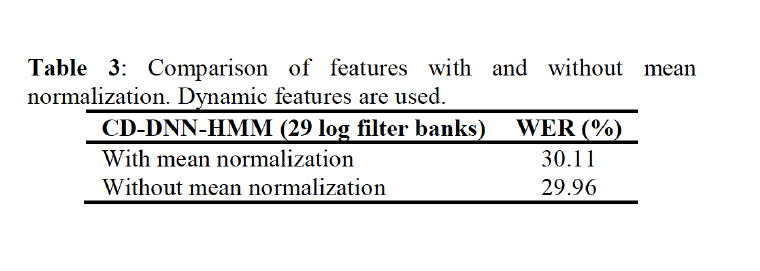 Table 3: Comparison of features with and without mean
normalization. Dynamic features are used.
CD-DNN-HMM (29 log filter banks) WER (%)
With mean normalization 30.11
Without mean normalization 29.96